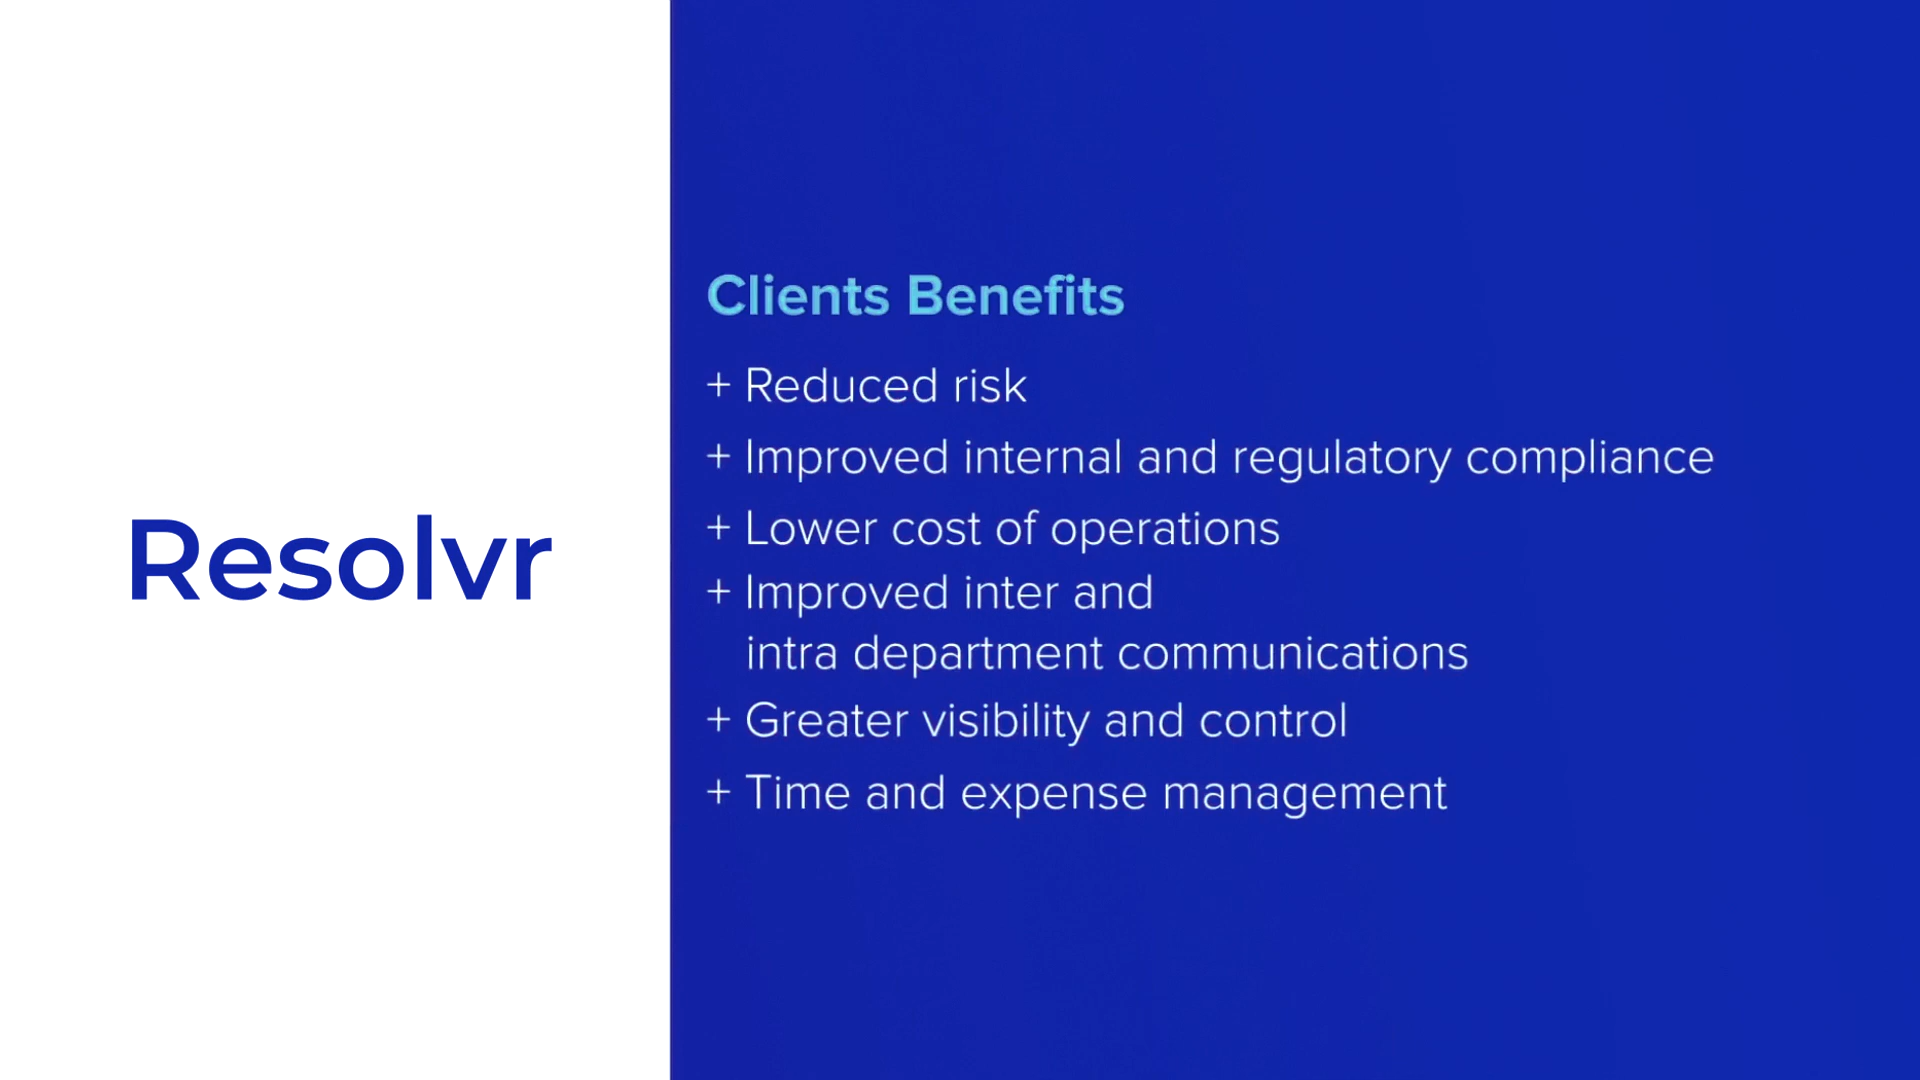 Resolvr
Clients Benefits
+ Reduced risk
+ Improved internal and regulatory compliance
+ Lower cost of operations
+ Improved inter and
intra department communications
+ Greater visibility and control
+ Time and expense management